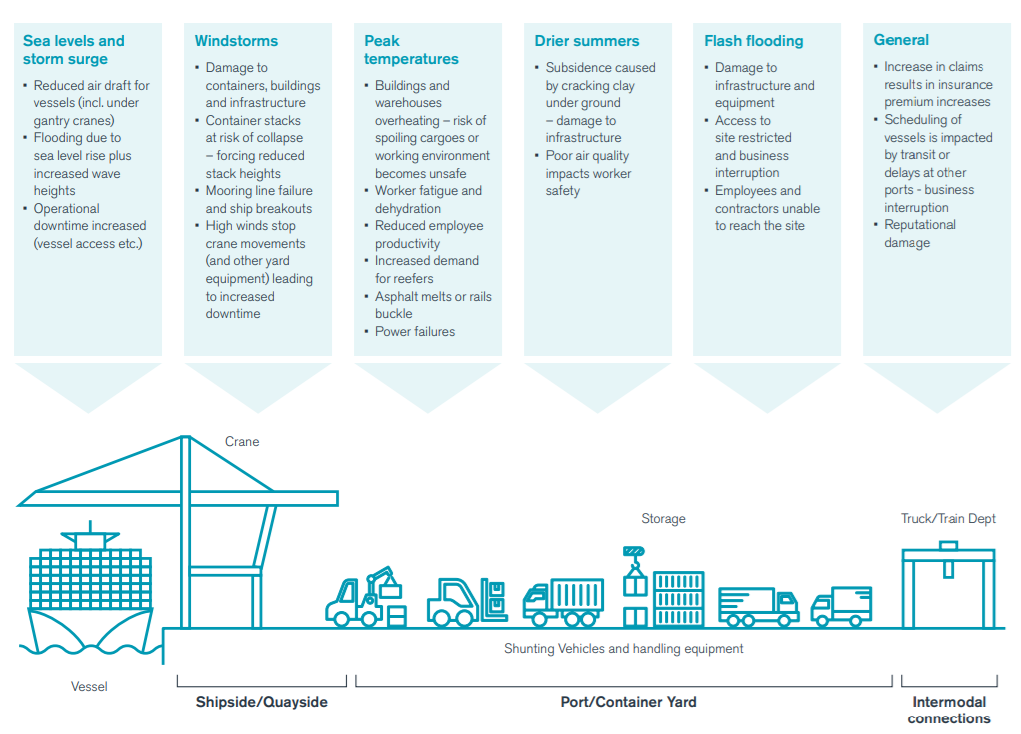 Sea levels and
storm surge
▪ Reduced air draft for
vessels (incl. under
gantry cranes)
▪ Flooding due to
sea level rise plus
increased wave
heights
▪ Operational
downtime increased
(vessel access etc.)
Windstorms
▪ Damage to
containers, buildings
and infrastructure
▪ Container stacks
at risk of collapse
– forcing reduced
stack heights
▪ Mooring line failure
and ship breakouts
▪ High winds stop
crane movements
(and other yard
equipment) leading
to increased
downtime
Peak
temperatures
▪ Buildings and
warehouses
overheating – risk of
spoiling cargoes or
working environment
becomes unsafe
▪ Worker fatigue and
dehydration
▪ Reduced employee
productivity
▪ Increased demand
for reefers
▪ Asphalt melts or rails
buckle
▪ Power failures
Drier summers
▪ Subsidence caused
by cracking clay
under ground
– damage to
infrastructure
▪ Poor air quality
impacts worker
safety
Flash flooding
▪ Damage to
infrastructure and
equipment
▪ Access to
site restricted
and business
interruption
▪ Employees and
contractors unable
to reach the site
General
▪ Increase in claims
results in insurance
premium increases
▪ Scheduling of
vessels is impacted
by transit or
delays at other
ports - business
interruption
▪ Reputational
damage
Crane
Storage
Truck/Train Dept
Shunting Vehicles and handling equipment
Vessel
Shipside/Quayside
Port/Container Yard
Intermodal
connections